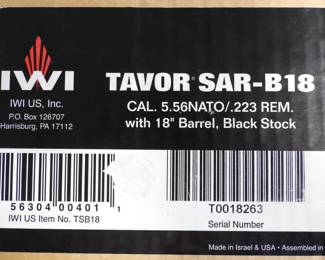 IWI
IWI US, Inc.
P.O. Box 126707
Harrisburg, PA 17112
TAVOR® SAR-B18
CAL. 5.56NATO/.223 REM.
with 18" Barrel, Black Stock
56304 00401 1
IWI US Item No. TSB18
T0018263
Serial Number
Made in Israel & USA • Assembled in